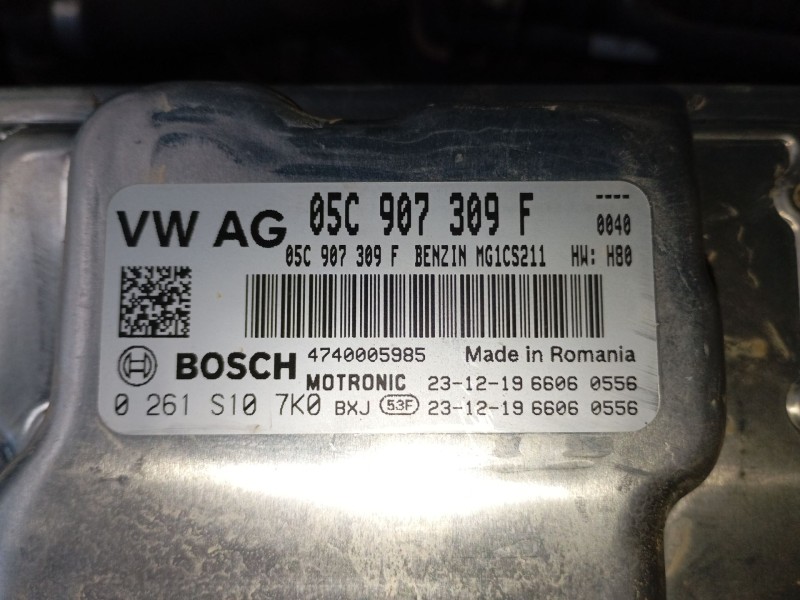 VW AG 05C 907 309 F ----
0040
05C 907 309 F BENZIN MG1CS211 HW: H80
BOSCH 4740005985 Made in Romania
MOTRONIC 23-12-19 6606 0556
0 261 S10 7K0 BXJ 53F 23-12-19 6606 0556